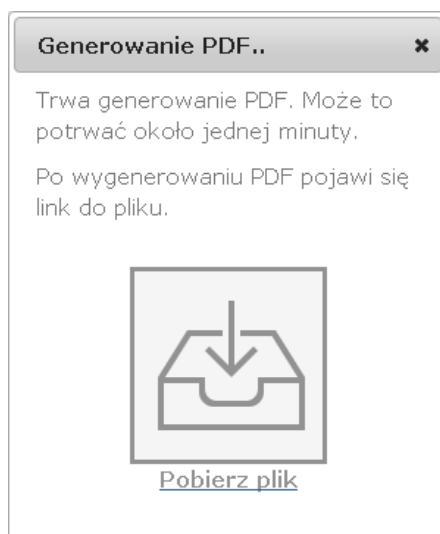 Generowanie PDF..
Trwa generowanie PDF. Może to
potrwać około jednej minuty.
Po wygenerowaniu PDF pojawi się
link do pliku.
Pobierz plik